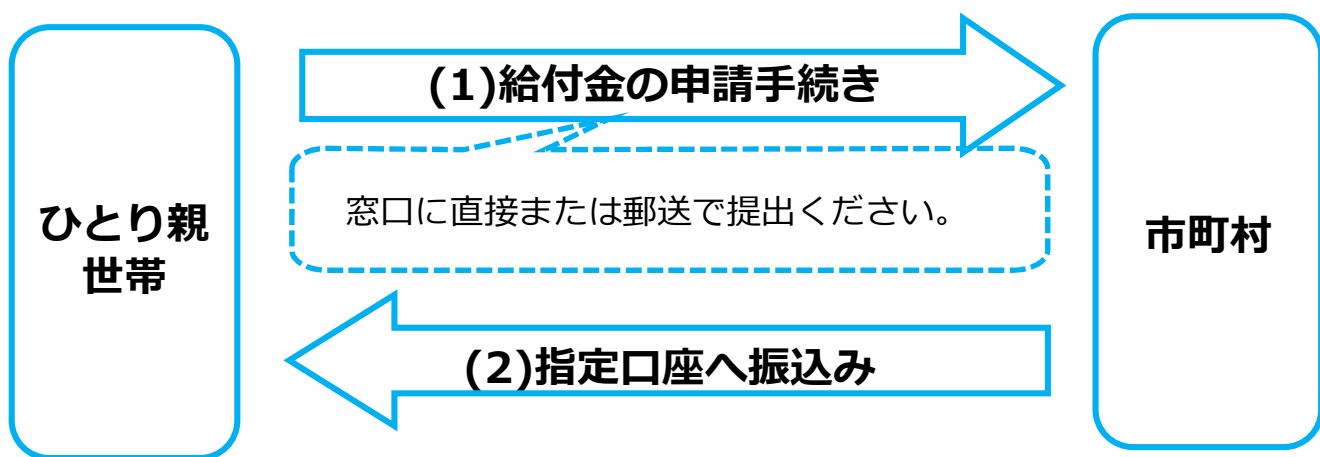 (1)給付金の申請手続き
ひとり親
世帯
窓口に直接または郵送で提出ください。
市町村
(2)指定口座へ振込み